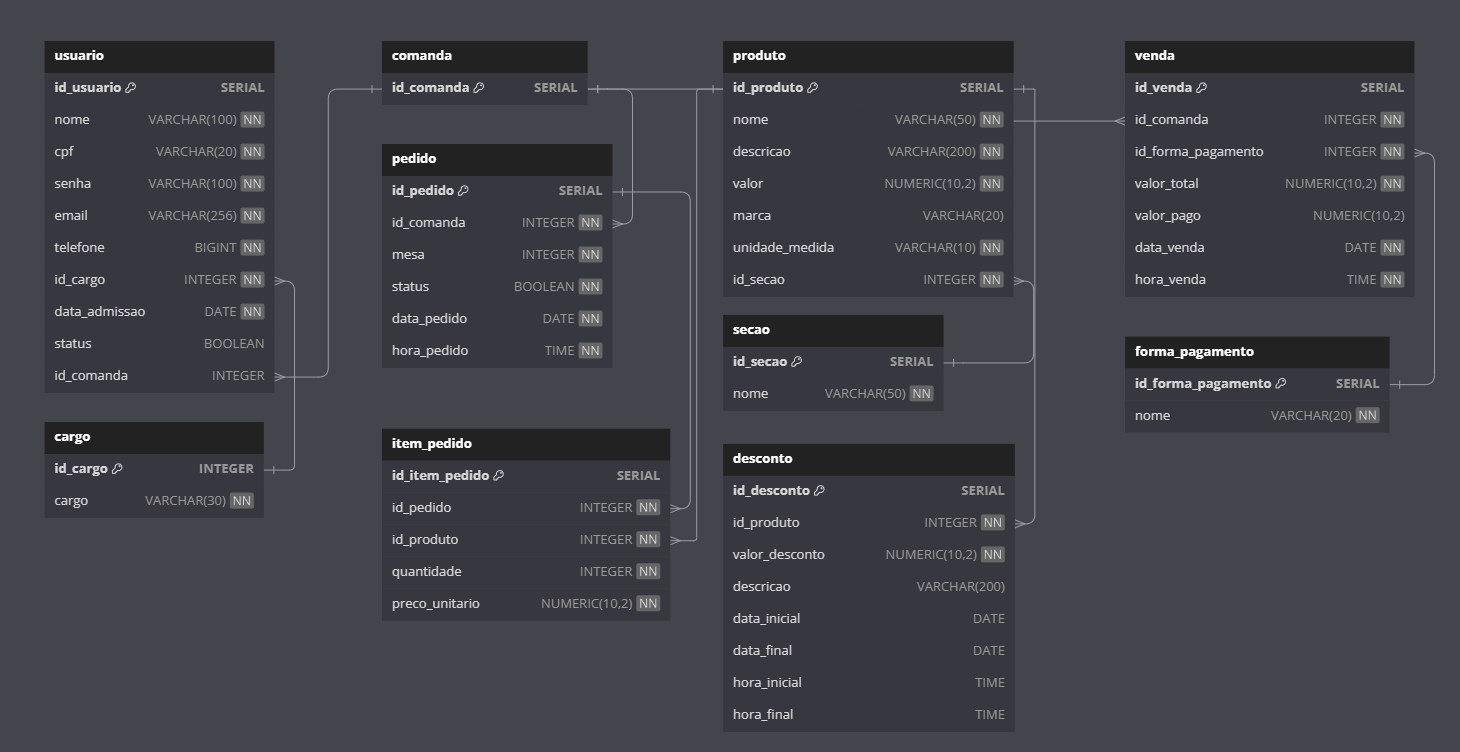 usuario
id_usuario SERIAL
nome VARCHAR(100) NN
cpf VARCHAR(20) NN
senha VARCHAR(100) NN
email VARCHAR(256) NN
telefone BIGINT NN
id_cargo INTEGER NN
data_admissao DATE NN
status BOOLEAN
id_comanda INTEGER
cargo
id_cargo INTEGER
cargo VARCHAR(30) NN
comanda
id_comanda SERIAL
pedido
id_pedido SERIAL
id_comanda INTEGER NN
mesa INTEGER NN
status BOOLEAN NN
data_pedido DATE NN
hora_pedido TIME NN
item_pedido
id_item_pedido SERIAL
id_pedido INTEGER NN
id_produto INTEGER NN
quantidade INTEGER NN
preco_unitario NUMERIC(10,2) NN
produto
id_produto SERIAL
nome VARCHAR(50) NN
descricao VARCHAR(200) NN
valor NUMERIC(10,2) NN
marca VARCHAR(20)
unidade_medida VARCHAR(10) NN
id_secao INTEGER NN
secao
id_secao SERIAL
nome VARCHAR(50) NN
desconto
id_desconto SERIAL
id_produto INTEGER NN
valor_desconto NUMERIC(10,2) NN
descricao VARCHAR(200)
data_inicial DATE
data_final DATE
hora_inicial TIME
hora_final TIME
venda
id_venda SERIAL
id_comanda INTEGER NN
id_forma_pagamento INTEGER NN
valor_total NUMERIC(10,2) NN
valor_pago NUMERIC(10,2)
data_venda DATE NN
hora_venda TIME NN
forma_pagamento
id_forma_pagamento SERIAL
nome VARCHAR(20) NN